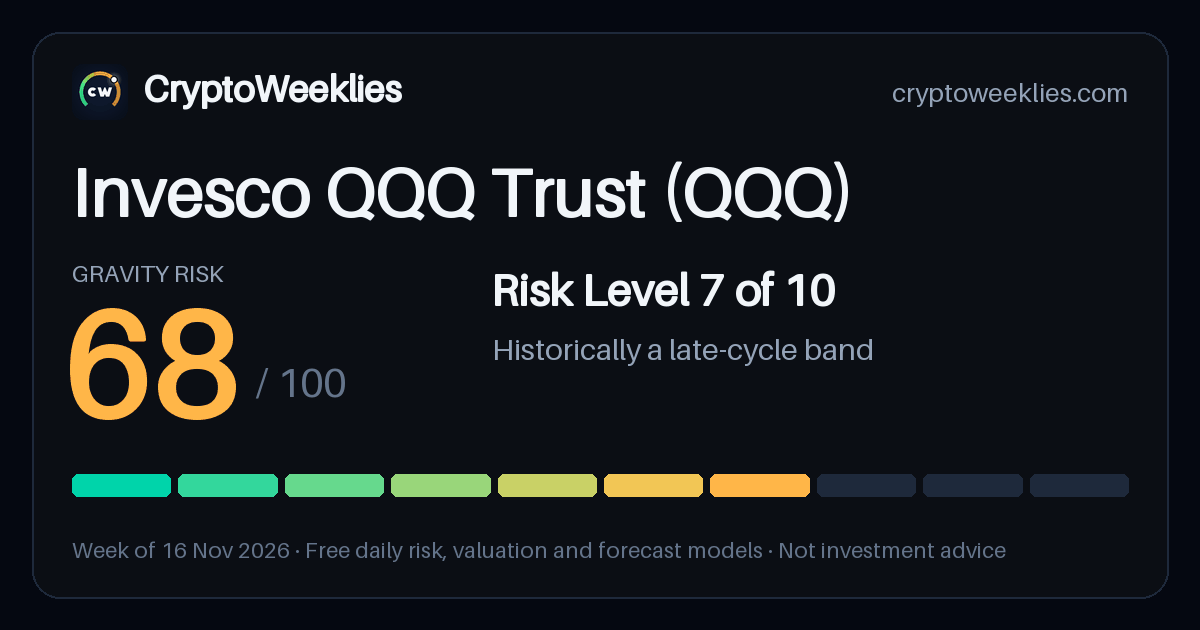 CW
CryptoWeeklies
cryptoweeklies.com
Invesco QQQ Trust (QQQ)
GRAVITY RISK
68 / 100
Risk Level 7 of 10
Historically a late-cycle band
Week of 16 Nov 2026 · Free daily risk, valuation and forecast models · Not investment advice